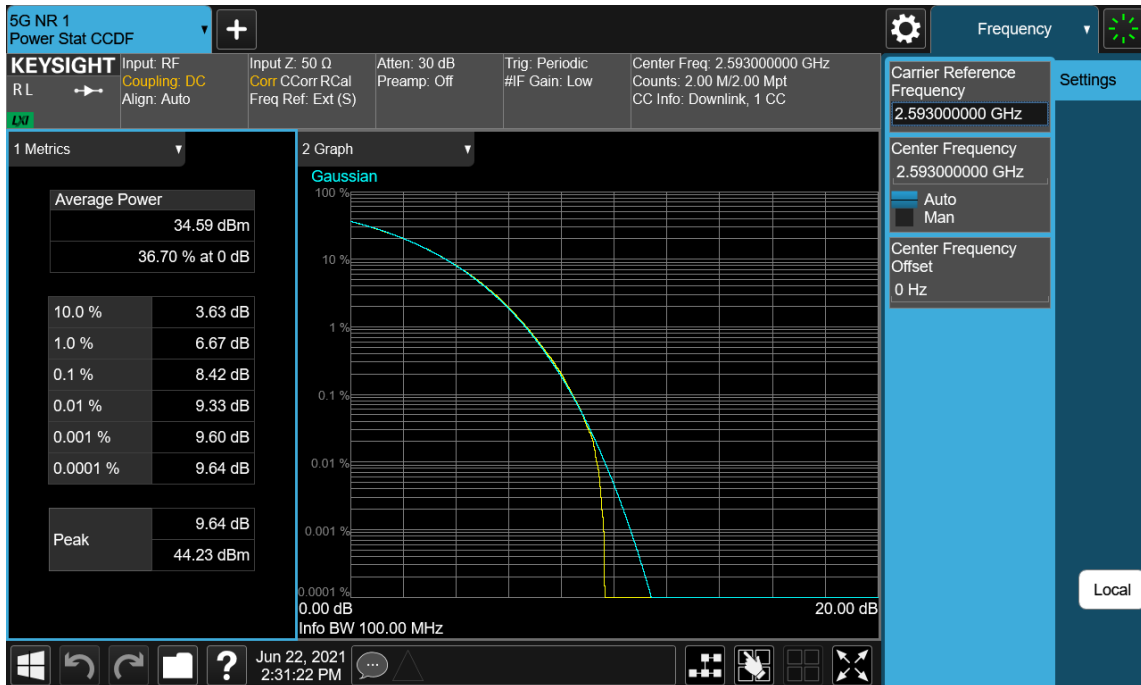 5G NR 1
Power Stat CCDF
Frequency
KEYSIGHT
R L
LXI
Input: RF
Coupling: DC
Align: Auto
Input Z: 50 Ω
Corr CCorr RCal
Freq Ref: Ext (S)
Atten: 30 dB
Preamp: Off
Trig: Periodic
#IF Gain: Low
Center Freq: 2.593000000 GHz
Counts: 2.00 M/2.00 Mpt
CC Info: Downlink, 1 CC
1 Metrics
Average Power
34.59 dBm
36.70 % at 0 dB
10.0 % 3.63 dB
1.0 % 6.67 dB
0.1 % 8.42 dB
0.01 % 9.33 dB
0.001 % 9.60 dB
0.0001 % 9.64 dB
Peak
9.64 dB
44.23 dBm
2 Graph
Gaussian
100 %
10 %
1 %
0.1 %
0.01 %
0.001 %
0.0001 %
0.00 dB 20.00 dB
Info BW 100.00 MHz
Carrier Reference
Frequency
2.593000000 GHz
Center Frequency
2.593000000 GHz
Auto
Man
Center Frequency
Offset
0 Hz
Settings
Local
?
Jun 22, 2021
2:31:22 PM